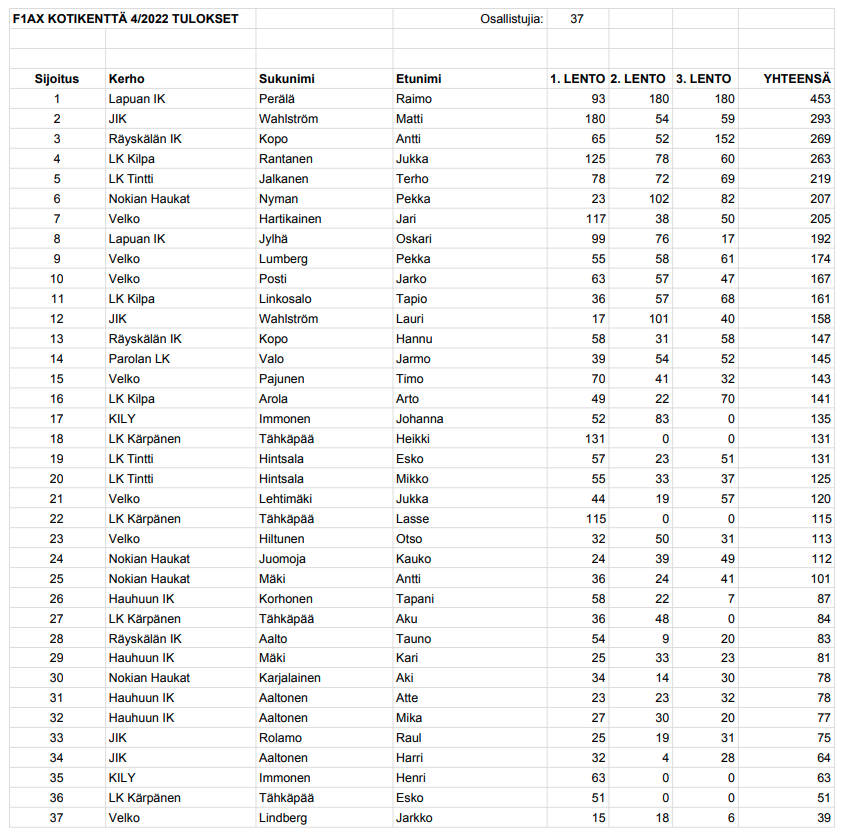 F1AX KOTIKENTTÄ 4/2022 TULOKSET Osallistujia: 37
Sijoitus Kerho Sukunimi Etunimi 1. LENTO 2. LENTO 3. LENTO YHTEENSÄ
1 Lapuan IK Perälä Raimo 93 180 180 453
2 JIK Wahlström Matti 180 54 59 293
3 Räyskälän IK Kopo Antti 65 52 152 269
4 LK Kilpa Rantanen Jukka 125 78 60 263
5 LK Tintti Jalkanen Terho 78 72 69 219
6 Nokian Haukat Nyman Pekka 23 102 82 207
7 Velko Hartikainen Jari 117 38 50 205
8 Lapuan IK Jylhä Oskari 99 76 17 192
9 Velko Lumberg Pekka 55 58 61 174
10 Velko Posti Jarko 63 57 47 167
11 LK Kilpa Linkosalo Tapio 36 57 68 161
12 JIK Wahlström Lauri 17 101 40 158
13 Räyskälän IK Kopo Hannu 58 31 58 147
14 Parolan LK Valo Jarmo 39 54 52 145
15 Velko Pajunen Timo 70 41 32 143
16 LK Kilpa Arola Arto 49 22 70 141
17 KILY Immonen Johanna 52 83 0 135
18 LK Kärpänen Tähkäpää Heikki 131 0 0 131
19 LK Tintti Hintsala Esko 57 23 51 131
20 LK Tintti Hintsala Mikko 55 33 37 125
21 Velko Lehtimäki Jukka 44 19 57 120
22 LK Kärpänen Tähkäpää Lasse 115 0 0 115
23 Velko Hiltunen Otso 32 50 31 113
24 Nokian Haukat Juomoja Kauko 24 39 49 112
25 Nokian Haukat Mäki Antti 36 24 41 101
26 Hauhuun IK Korhonen Tapani 58 22 7 87
27 LK Kärpänen Tähkäpää Aku 36 48 0 84
28 Räyskälän IK Aalto Tauno 54 9 20 83
29 Hauhuun IK Mäki Kari 25 33 23 81
30 Nokian Haukat Karjalainen Aki 34 14 30 78
31 Hauhuun IK Aaltonen Atte 23 23 32 78
32 Hauhuun IK Aaltonen Mika 27 30 20 77
33 JIK Rolamo Raul 25 19 31 75
34 JIK Aaltonen Harri 32 4 28 64
35 KILY Immonen Henri 63 0 0 63
36 LK Kärpänen Tähkäpää Esko 51 0 0 51
37 Velko Lindberg Jarkko 15 18 6 39